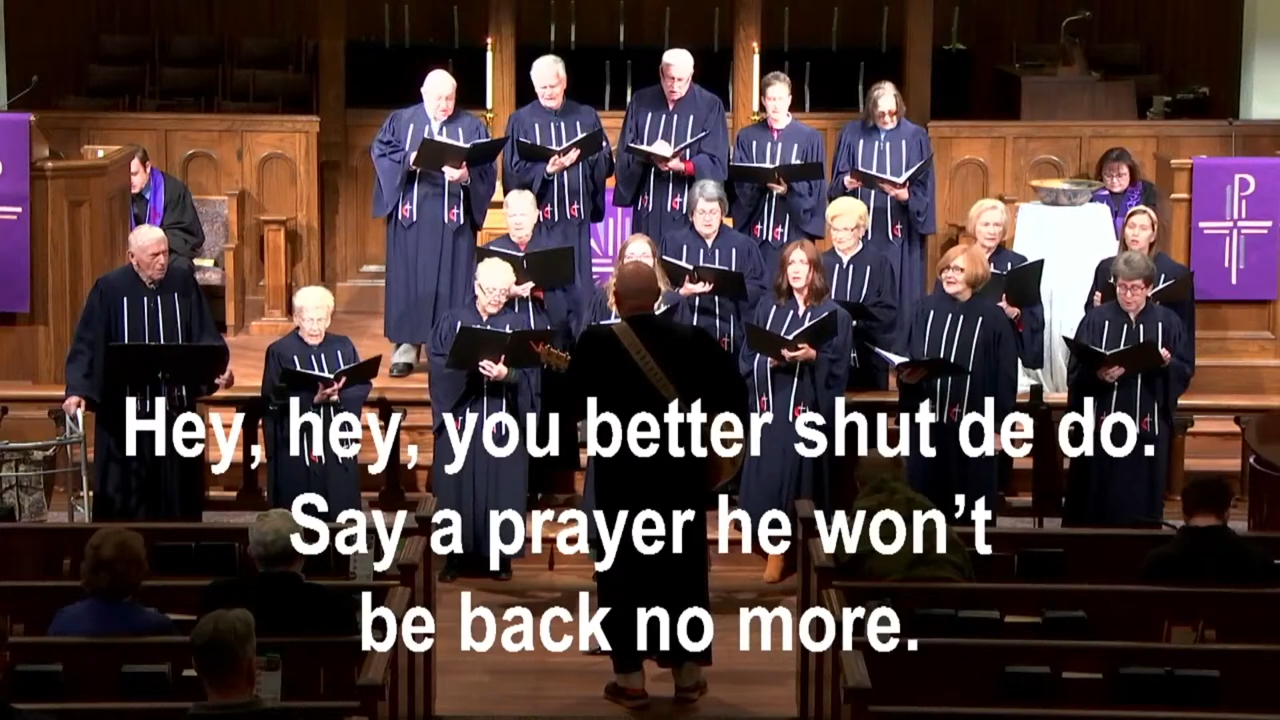 Hey, hey, you better shut de do.
Say a prayer he won’t
be back no more.